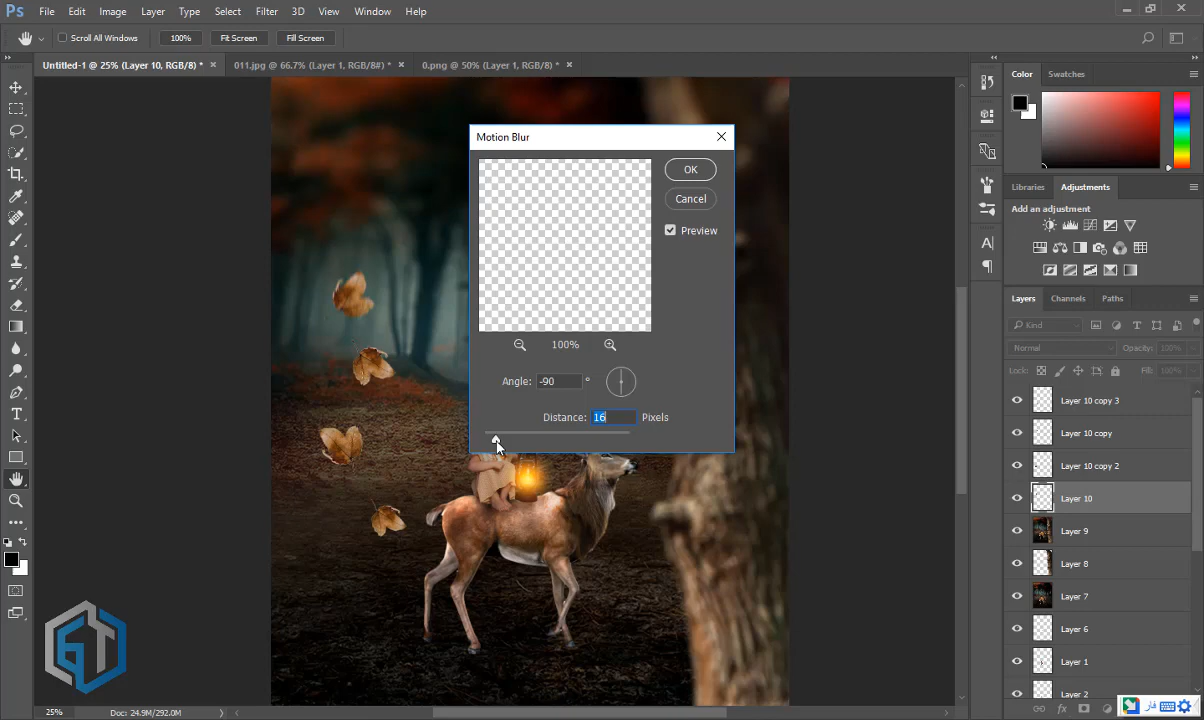 Ps File Edit Image Layer Type Select Filter 3D View Window Help
Scroll All Windows 100% Fit Screen Fill Screen
Untitled-1 @ 25% (Layer 10, RGB/8) * × 011.jpg @ 66.7% (Layer 1, RGB/8#) * × 0.png @ 50% (Layer 1, RGB/8) * ×
Color Swatches
Motion Blur
OK
Cancel
Preview
100%
Angle: -90 °
Distance: 16 Pixels
Libraries Adjustments
Add an adjustment
A
Layers Channels Paths
Kind
Normal Opacity: 100%
Lock: Fill: 100%
Layer 10 copy 3
Layer 10 copy
Layer 10 copy 2
Layer 10
Layer 9
Layer 8
Layer 7
Layer 6
Layer 1
Layer 2
T
GT
25% Doc: 24.9M/292.0M
fx
فار